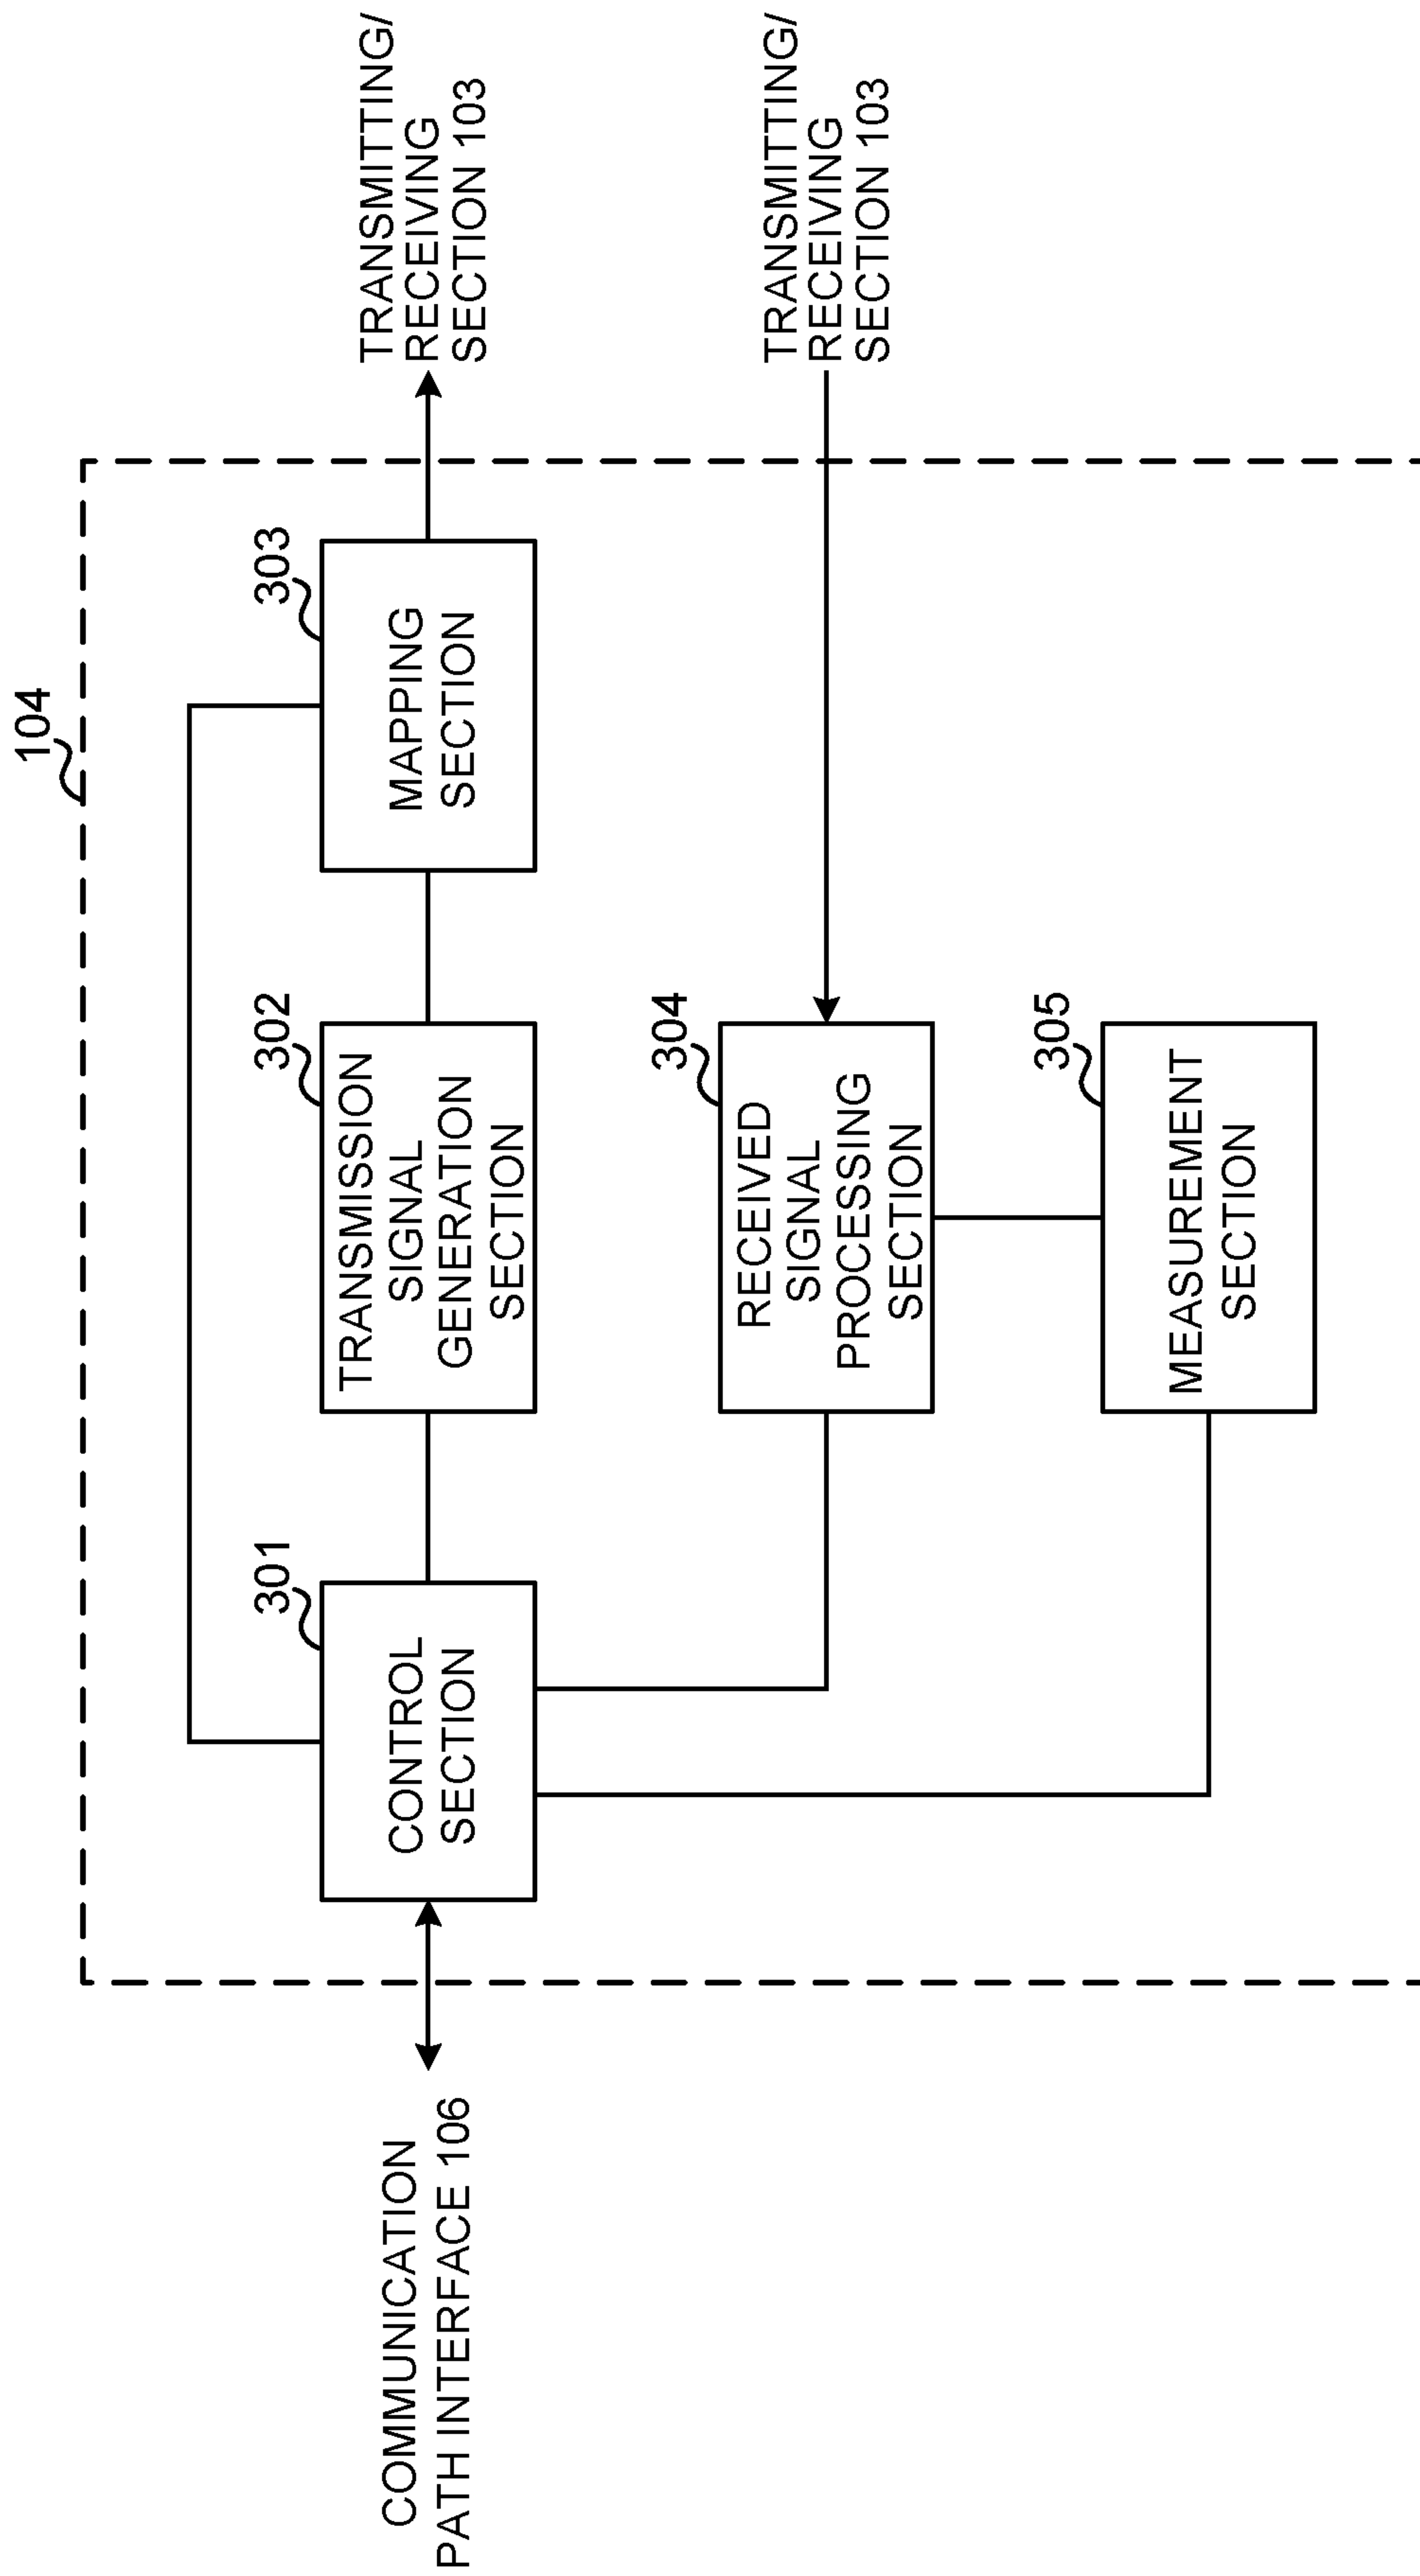 104
COMMUNICATION
PATH INTERFACE 106
301
CONTROL
SECTION
302
TRANSMISSION
SIGNAL
GENERATION
SECTION
303
MAPPING
SECTION
TRANSMITTING/
RECEIVING
SECTION 103
304
RECEIVED
SIGNAL
PROCESSING
SECTION
TRANSMITTING/
RECEIVING
SECTION 103
305
MEASUREMENT
SECTION